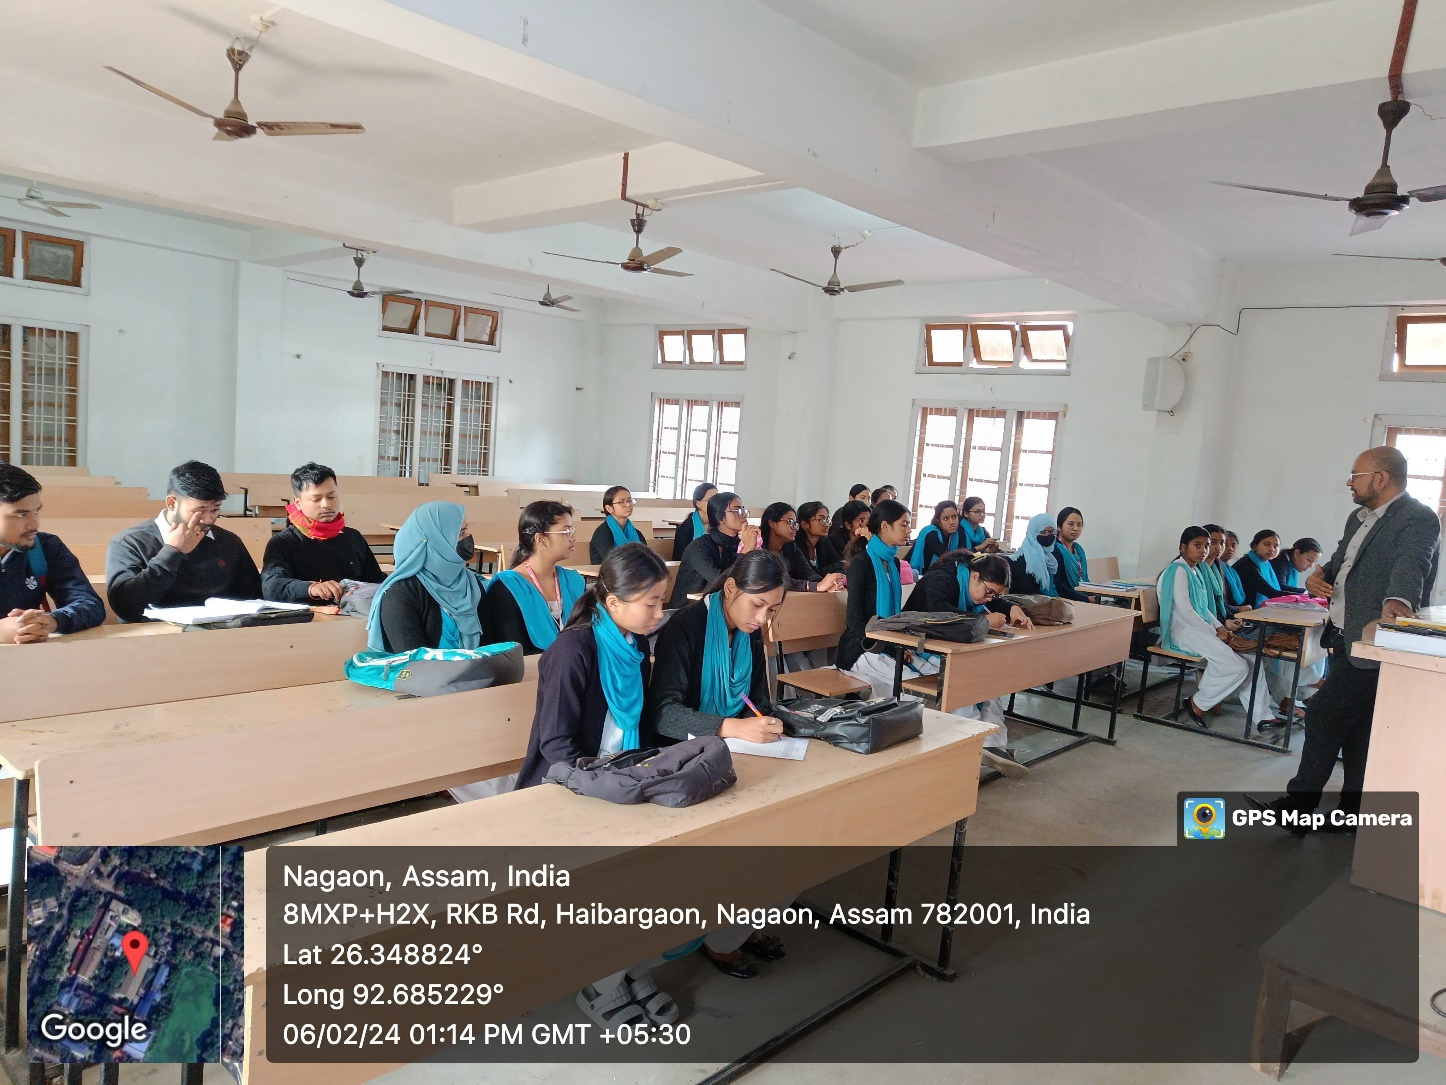 GPS Map Camera
Nagaon, Assam, India
8MXP+H2X, RKB Rd, Haibargaon, Nagaon, Assam 782001, India
Lat 26.348824°
Long 92.685229°
06/02/24 01:14 PM GMT +05:30
Google